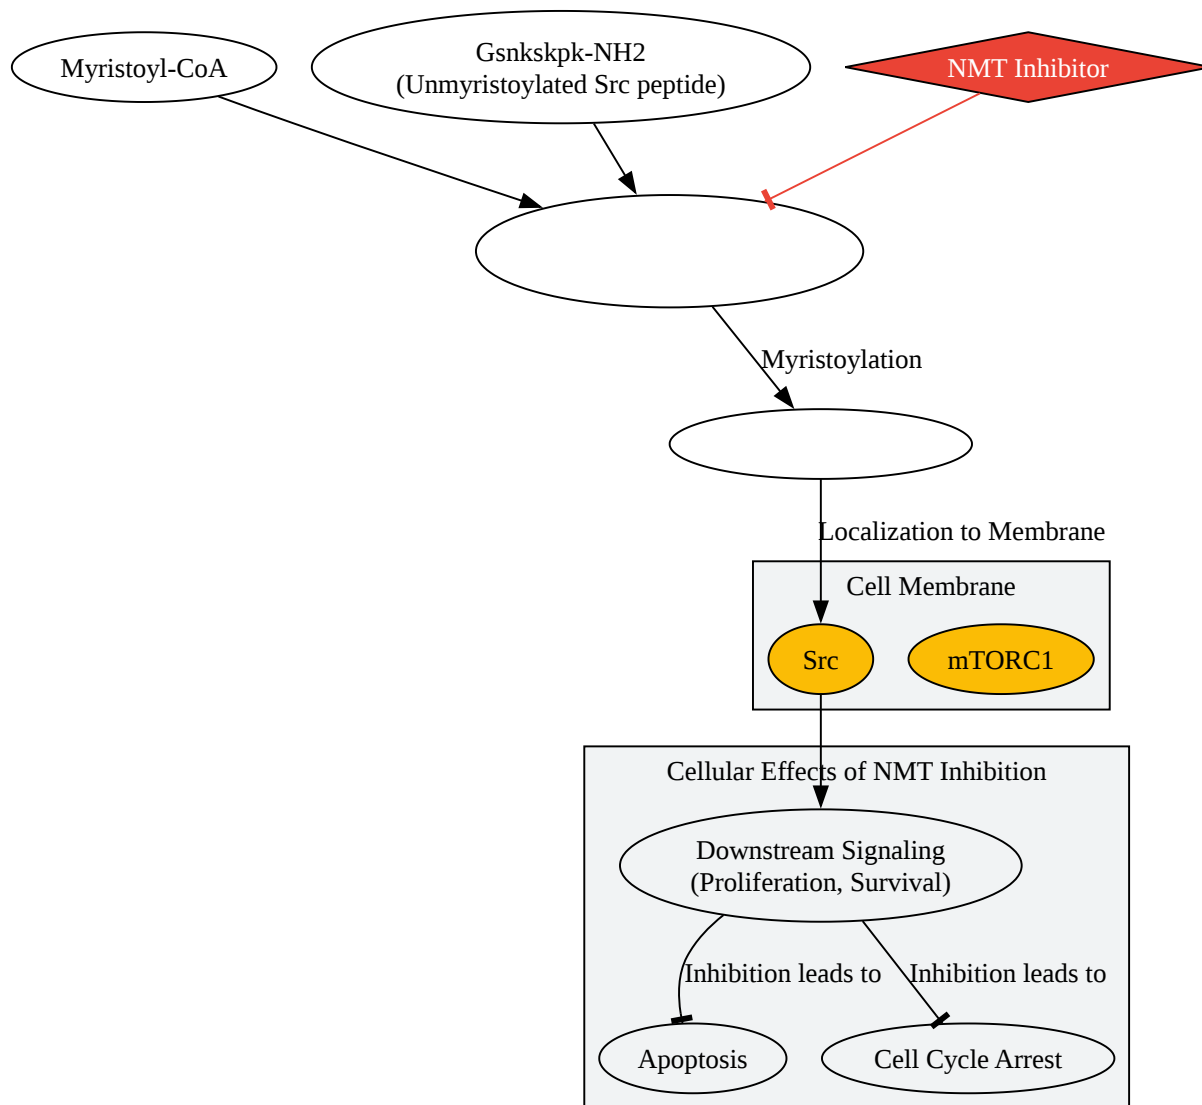 Myristoyl-CoA
Gsnkskpk-NH2
(Unmyristoylated Src peptide)
NMT Inhibitor
Myristoylation
Localization to Membrane
Cell Membrane
Src
mTORC1
Cellular Effects of NMT Inhibition
Downstream Signaling
(Proliferation, Survival)
Inhibition leads to
Inhibition leads to
Apoptosis
Cell Cycle Arrest